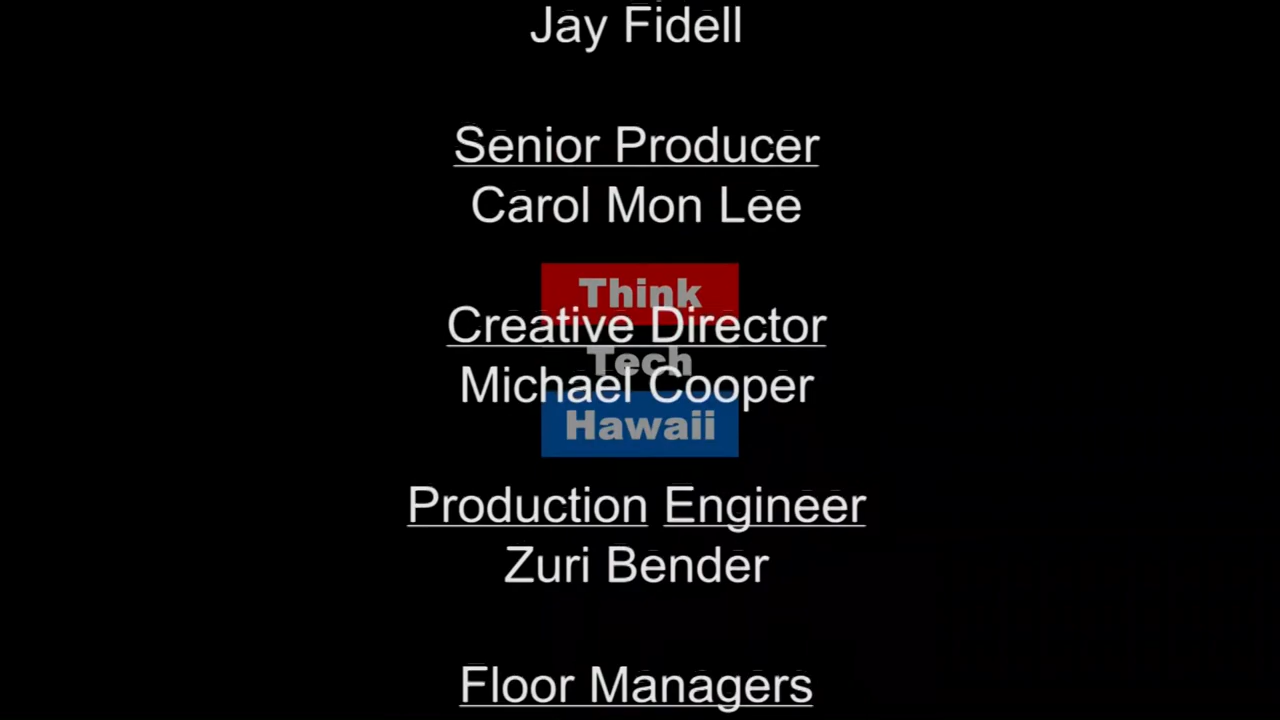 Jay Fidell
Senior Producer
Carol Mon Lee
Think
Creative Director
Tech
Michael Cooper
Hawaii
Production Engineer
Zuri Bender
Floor Managers